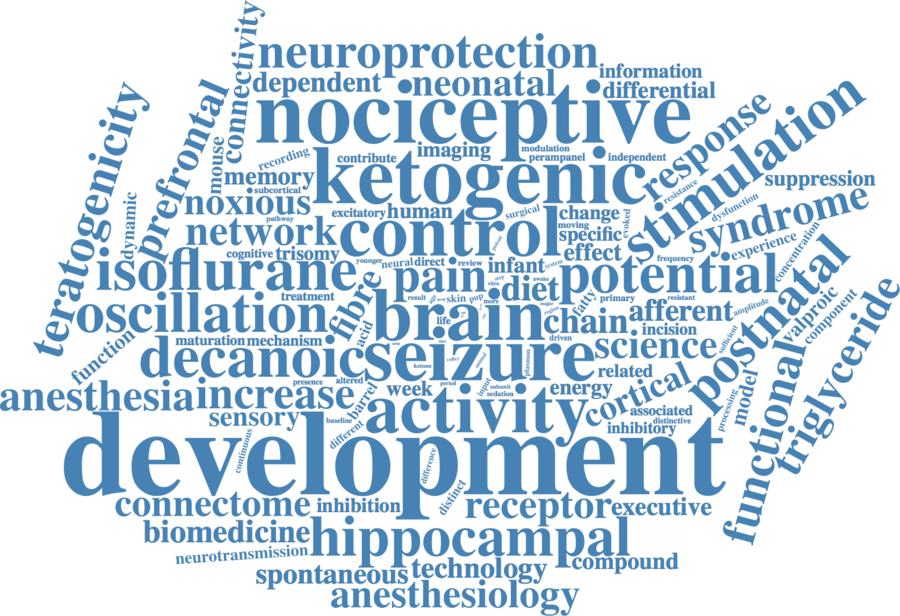 connectivity
neuroprotection
information
dependent
neonatal
differential
teratogenicity
prefrontal
nociceptive
stimulation
response
mouse
recording
contribute
imaging
modulation
perampanel
independent
memory
subcortical
ketogenic
resistance
suppression
noxious
pathway
excitatory
human
surgical
change
moving
evoked
dysfunction
syndrome
dynamic
network
control
specific
experience
cognitive
trisomy
younger
neural
direct
review
infant
system
effect
frequency
concentration
isoflurane
pain
diet
potential
postnatal
treatment
fibre
result
skin
pup
more
major
region
fatty
primary
resistant
amplitude
valproic
component
oscillation
acid
life
brain
chain
driven
afferent
incision
sufficient
triglyceride
function
maturation
mechanism
decanoic
seizure
science
related
ketone
plasmom
presence
altered
barrel
week
period
input
subunit
sedation
energy
cortical
processing
model
functional
anesthesia
increase
activity
associated
distinctive
inhibitory
sensory
baseline
different
continuous
development
difference
distinct
connectome
inhibition
receptor
executive
biomedicine
hippocampal
neurotransmission
compound
spontaneous
technology
anesthesiology